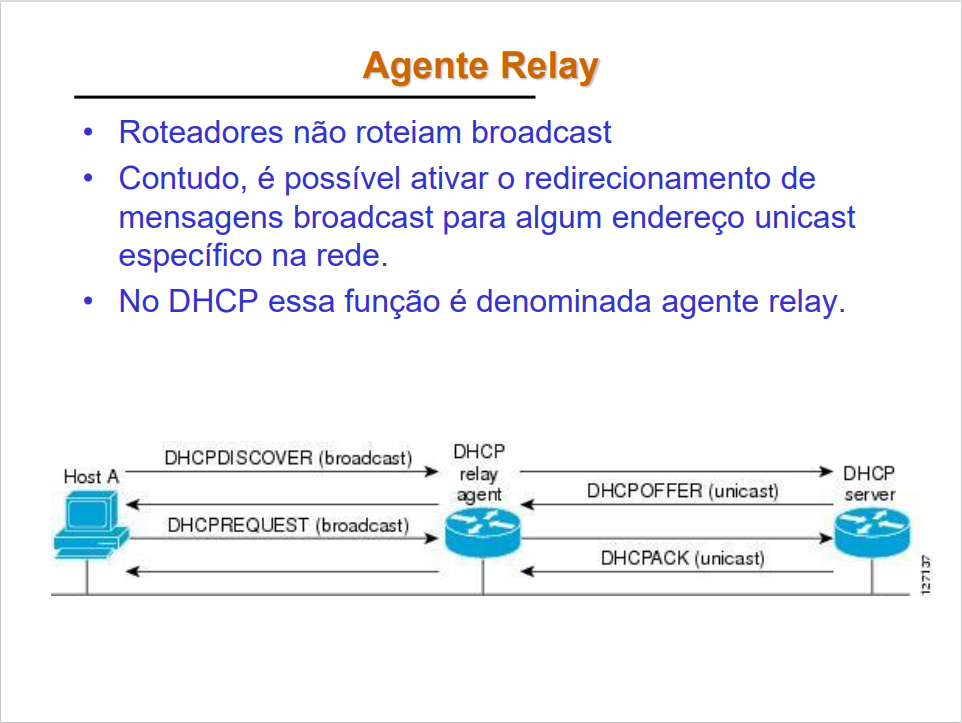 Agente Relay
• Roteadores não roteiam broadcast
• Contudo, é possível ativar o redirecionamento de
mensagens broadcast para algum endereço unicast
específico na rede.
• No DHCP essa função é denominada agente relay.
Host A
DHCPDISCOVER (broadcast)
DHCP
relay
agent
DHCP
server
DHCPOFFER (unicast)
DHCPREQUEST (broadcast)
DHCPACK (unicast)
127137